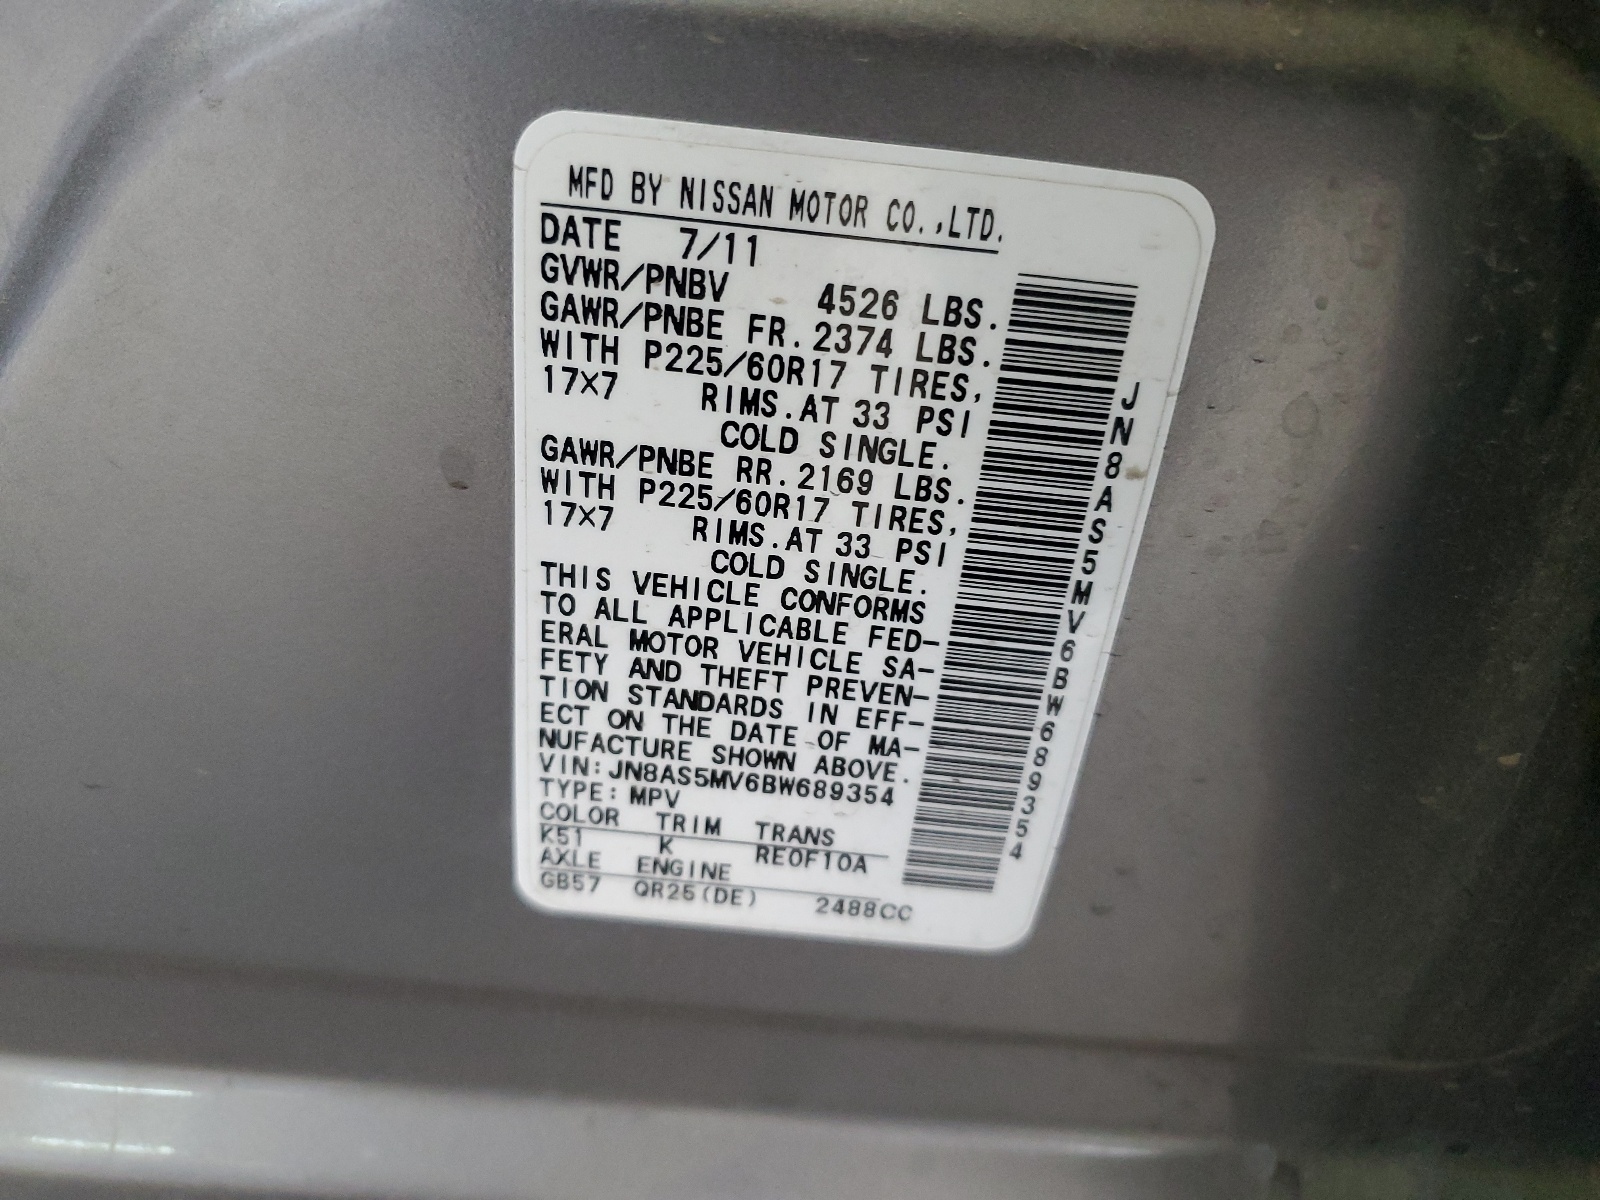 MFD BY NISSAN MOTOR CO.,LTD.
DATE 7/11
GVWR/PNBV 4526 LBS.
GAWR/PNBE FR. 2374 LBS.
WITH P225/60R17 TIRES,
17×7 RIMS.AT 33 PSI
COLD SINGLE.
GAWR/PNBE RR. 2169 LBS.
WITH P225/60R17 TIRES,
17×7 RIMS.AT 33 PSI
COLD SINGLE.
THIS VEHICLE CONFORMS
TO ALL APPLICABLE FED-
ERAL MOTOR VEHICLE SA-
FETY AND THEFT PREVEN-
TION STANDARDS IN EFF-
ECT ON THE DATE OF MA-
NUFACTURE SHOWN ABOVE.
VIN: JN8AS5MV6BW689354
TYPE: MPV
COLOR TRIM TRANS
K51 K RE0F10A
AXLE ENGINE
GB57 QR25(DE) 2488CC
JN8AS5MV6BW689354